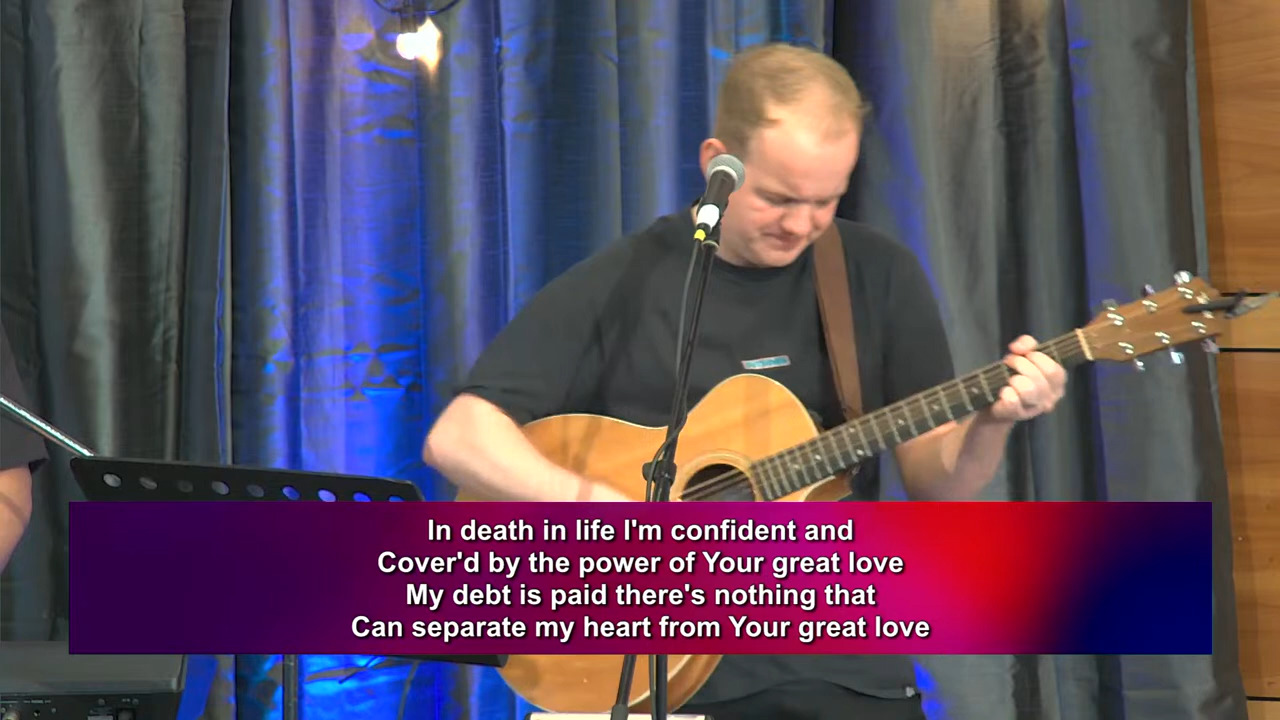 In death in life I'm confident and
Cover'd by the power of Your great love
My debt is paid there's nothing that
Can separate my heart from Your great love